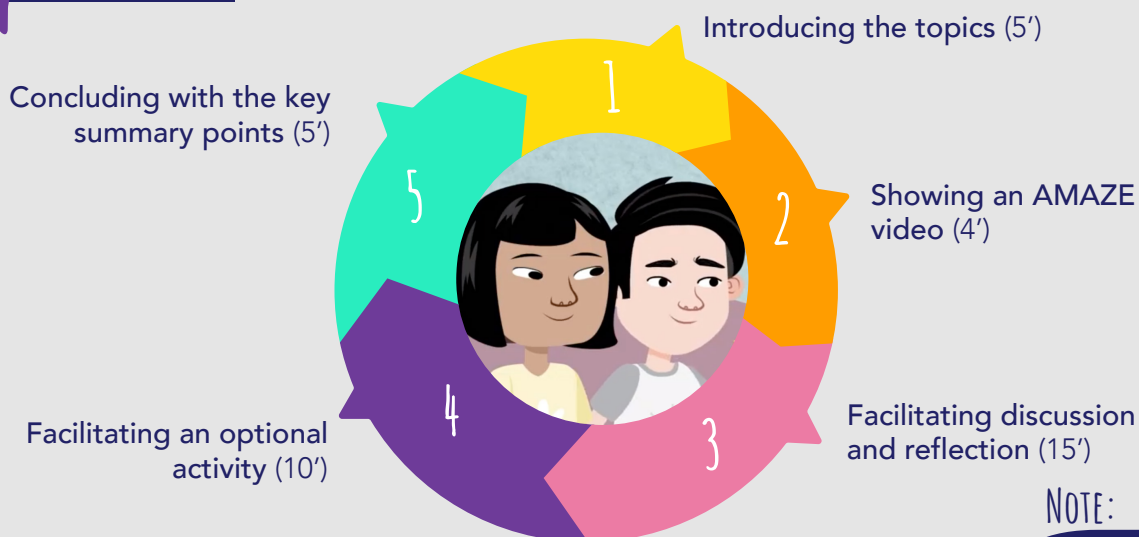 1
Introducing the topics (5’)
2
Showing an AMAZE
video (4’)
3
Facilitating discussion
and reflection (15’)
4
Facilitating an optional
activity (10’)
5
Concluding with the key
summary points (5’)
NOTE: